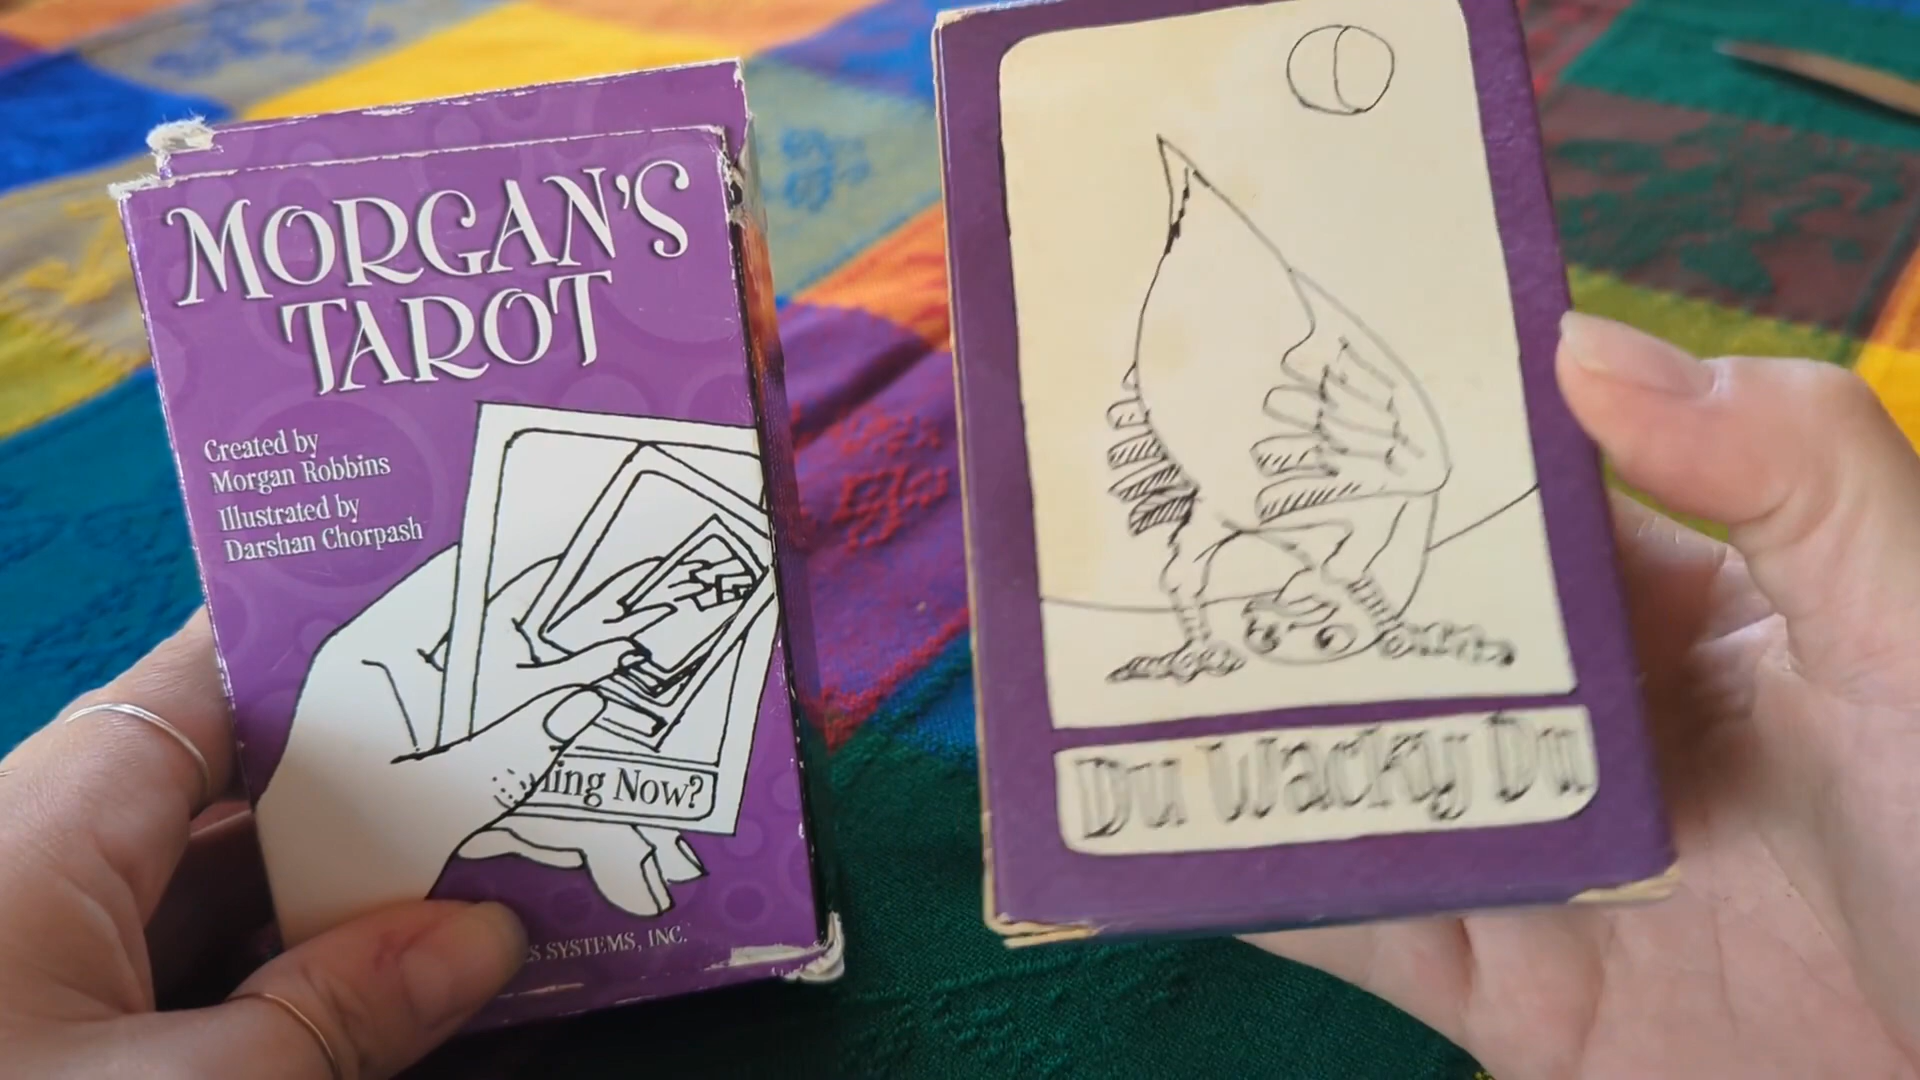 MORGAN'S
TAROT
Created by
Morgan Robbins
Illustrated by
Darshan Chorpash
Now?
SYSTEMS, INC.
Du Wacky Du